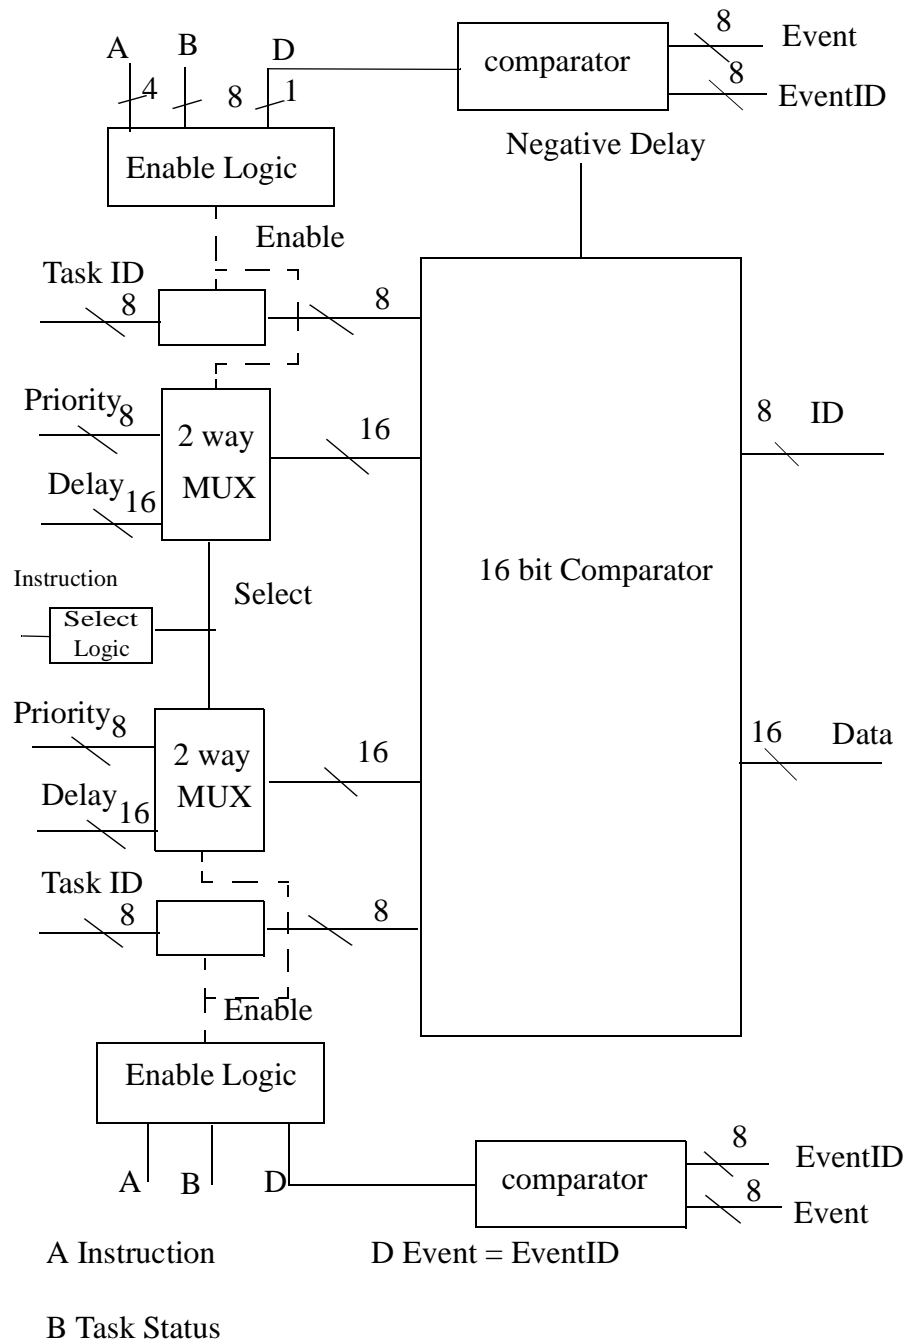 A B D
4 8 1
comparator
8 Event
8 EventID
Enable Logic
Negative Delay
Enable
Task ID
8 8
Priority 8
2 way
MUX
16
Delay 16
8 ID
16 bit Comparator
Instruction
Select
Logic
Select
Priority 8
2 way
MUX
16
Delay 16
16 Data
Task ID
8 8
Enable
Enable Logic
A B D
comparator
8 EventID
8 Event
A Instruction
D Event = EventID
B Task Status